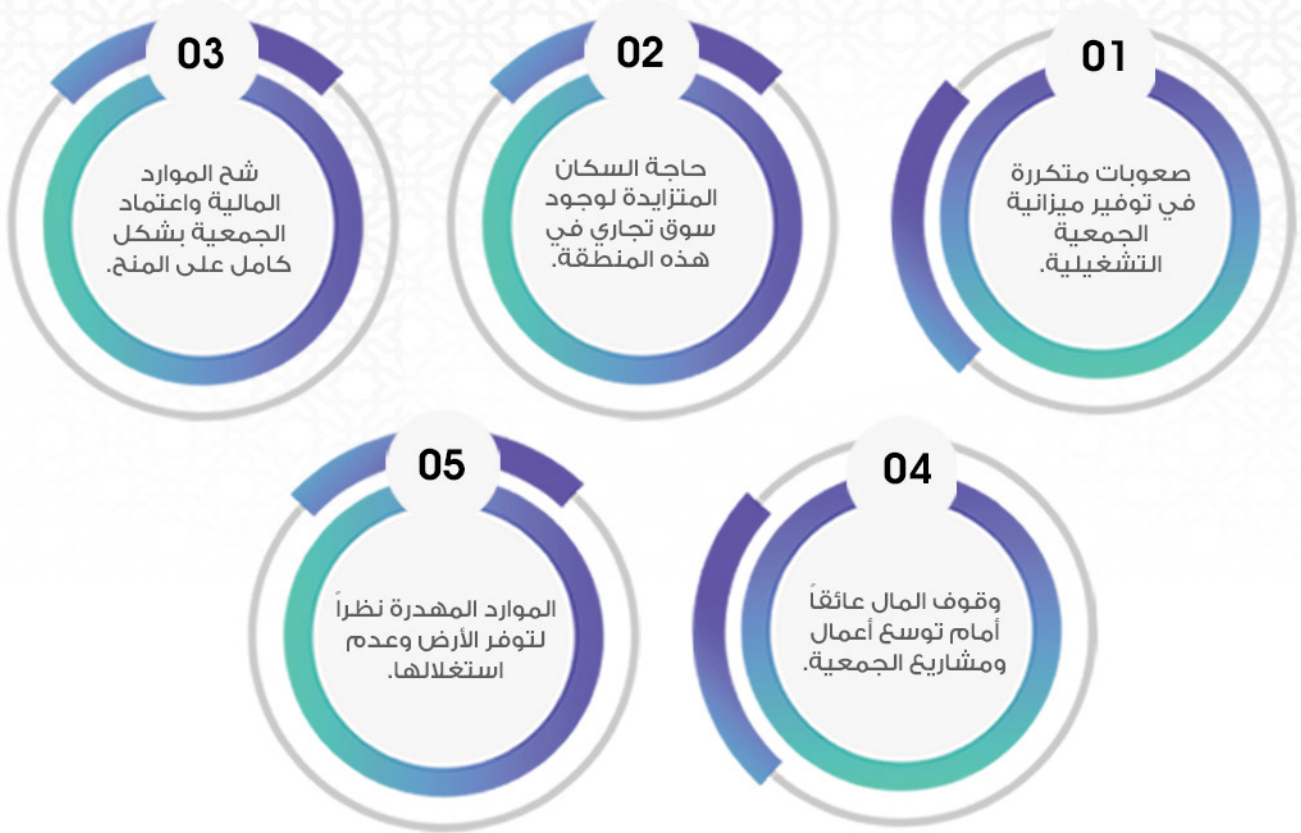 01
صعوبات متكررة
في توفير ميزانية
الجمعية
التشغيلية.
02
حاجة السكان
المتزايدة لوجود
سوق تجاري في
هذه المنطقة.
03
شح الموارد
المالية واعتماد
الجمعية بشكل
كامل على المنح.
04
وقوف المال عائقاً
أمام توسع أعمال
ومشاريع الجمعية.
05
الموارد المهدرة نظراً
لتوفر الأرض وعدم
استغلالها.